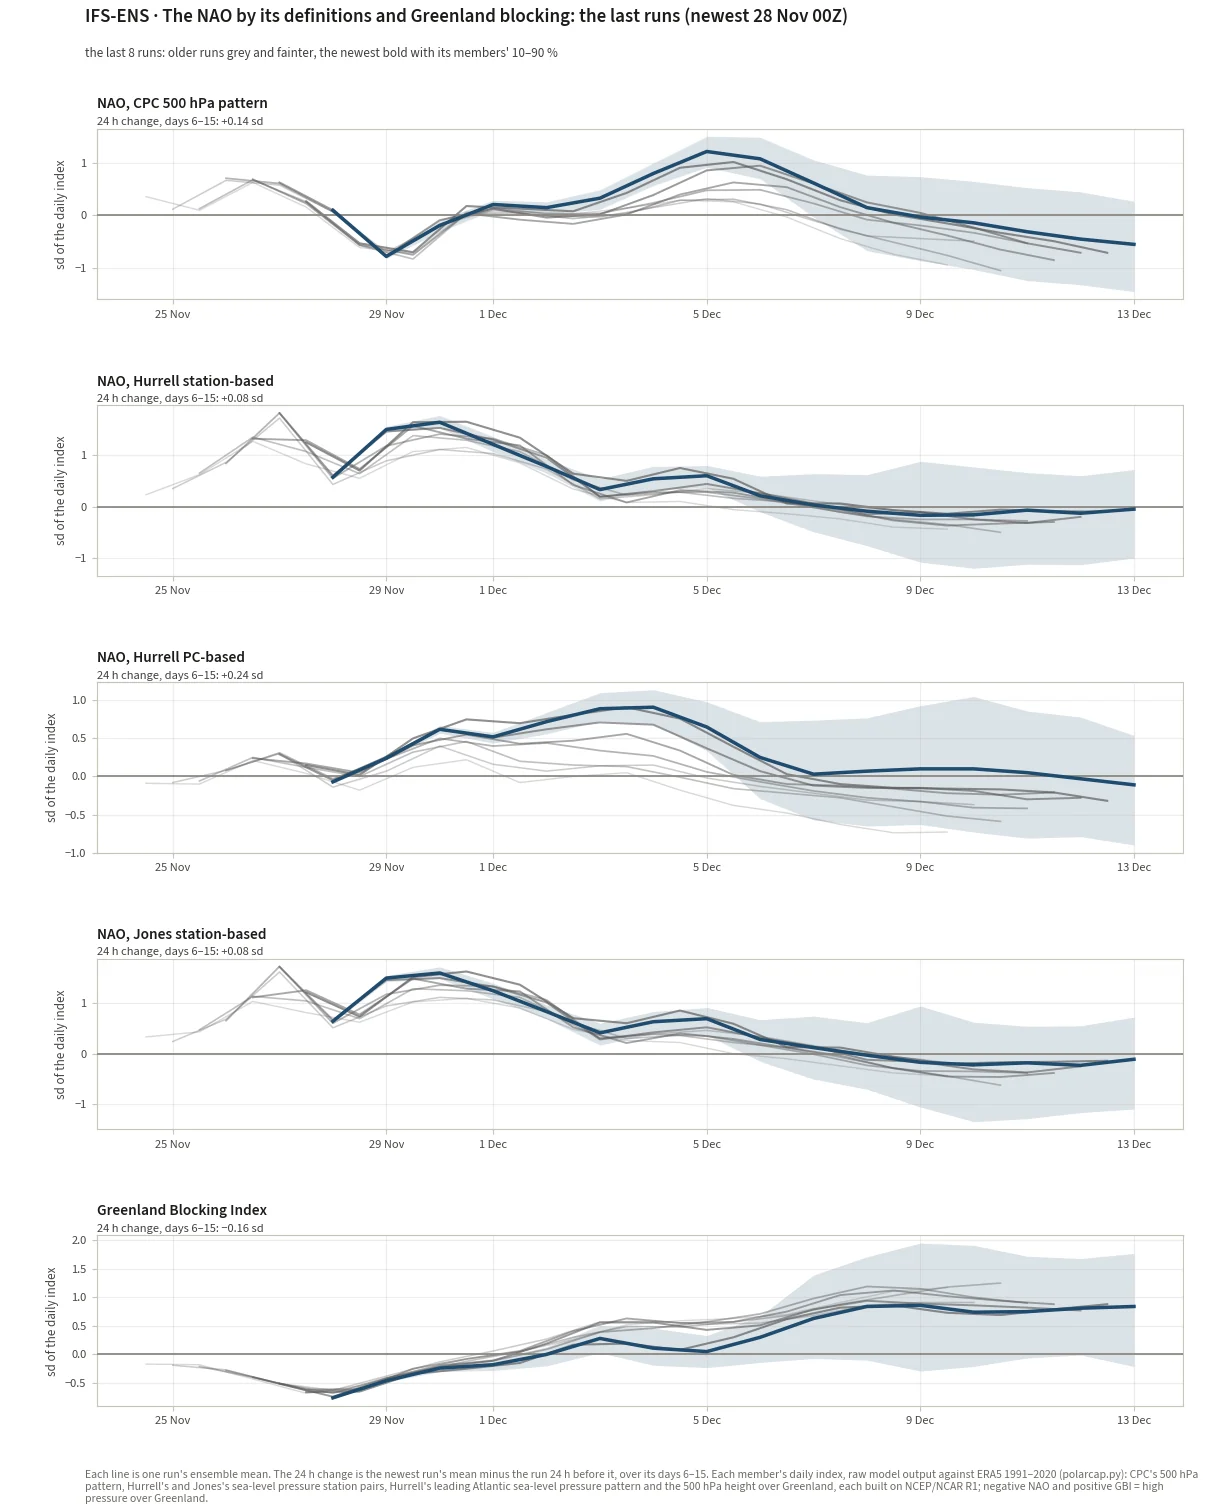 IFS-ENS · The NAO by its definitions and Greenland blocking: the last runs (newest 28 Nov 00Z)
the last 8 runs: older runs grey and fainter, the newest bold with its members' 10–90 %
NAO, CPC 500 hPa pattern
24 h change, days 6–15: +0.14 sd
sd of the daily index
1
0
−1
25 Nov
29 Nov
1 Dec
5 Dec
9 Dec
13 Dec
NAO, Hurrell station-based
24 h change, days 6–15: +0.08 sd
sd of the daily index
1
0
−1
25 Nov
29 Nov
1 Dec
5 Dec
9 Dec
13 Dec
NAO, Hurrell PC-based
24 h change, days 6–15: +0.24 sd
sd of the daily index
1.0
0.5
0.0
−0.5
−1.0
25 Nov
29 Nov
1 Dec
5 Dec
9 Dec
13 Dec
NAO, Jones station-based
24 h change, days 6–15: +0.08 sd
sd of the daily index
1
0
−1
25 Nov
29 Nov
1 Dec
5 Dec
9 Dec
13 Dec
Greenland Blocking Index
24 h change, days 6–15: −0.16 sd
sd of the daily index
2.0
1.5
1.0
0.5
0.0
−0.5
25 Nov
29 Nov
1 Dec
5 Dec
9 Dec
13 Dec
Each line is one run's ensemble mean. The 24 h change is the newest run's mean minus the run 24 h before it, over its days 6–15. Each member's daily index, raw model output against ERA5 1991–2020 (polarcap.py): CPC's 500 hPa
pattern, Hurrell's and Jones's sea-level pressure station pairs, Hurrell's leading Atlantic sea-level pressure pattern and the 500 hPa height over Greenland, each built on NCEP/NCAR R1; negative NAO and positive GBI = high
pressure over Greenland.